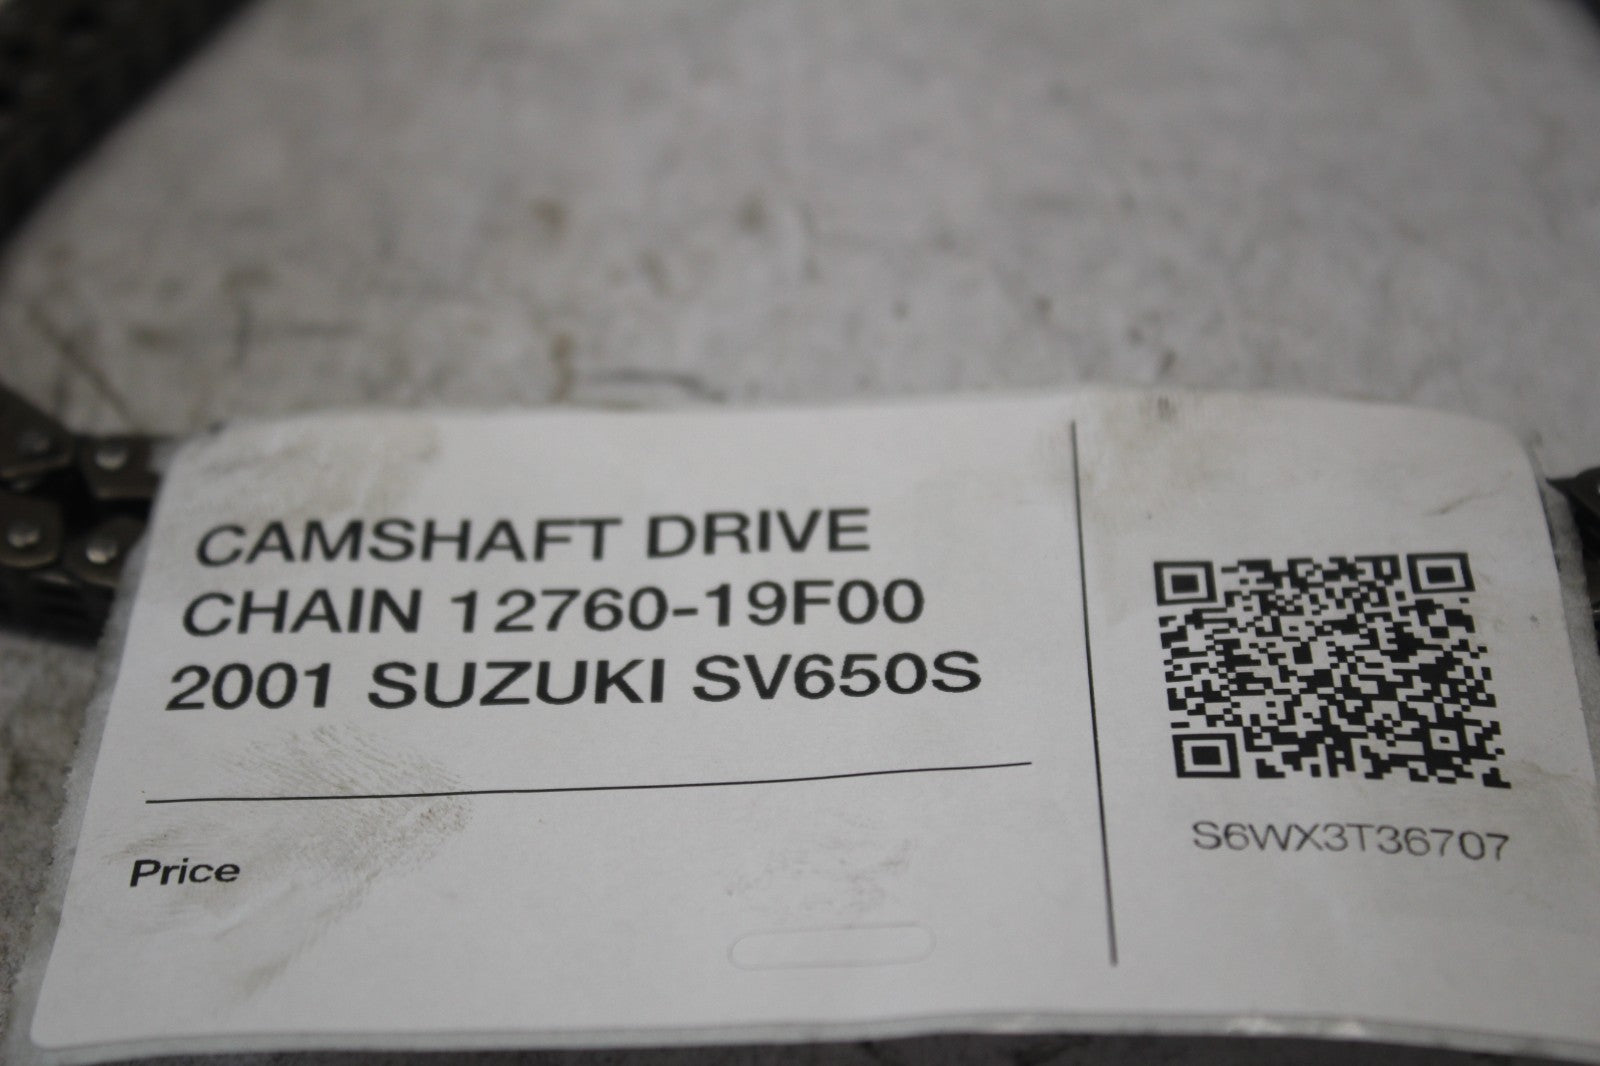 CAMSHAFT DRIVE
CHAIN 12760-19F00
2001 SUZUKI SV650S
Price
S6WX3T36707